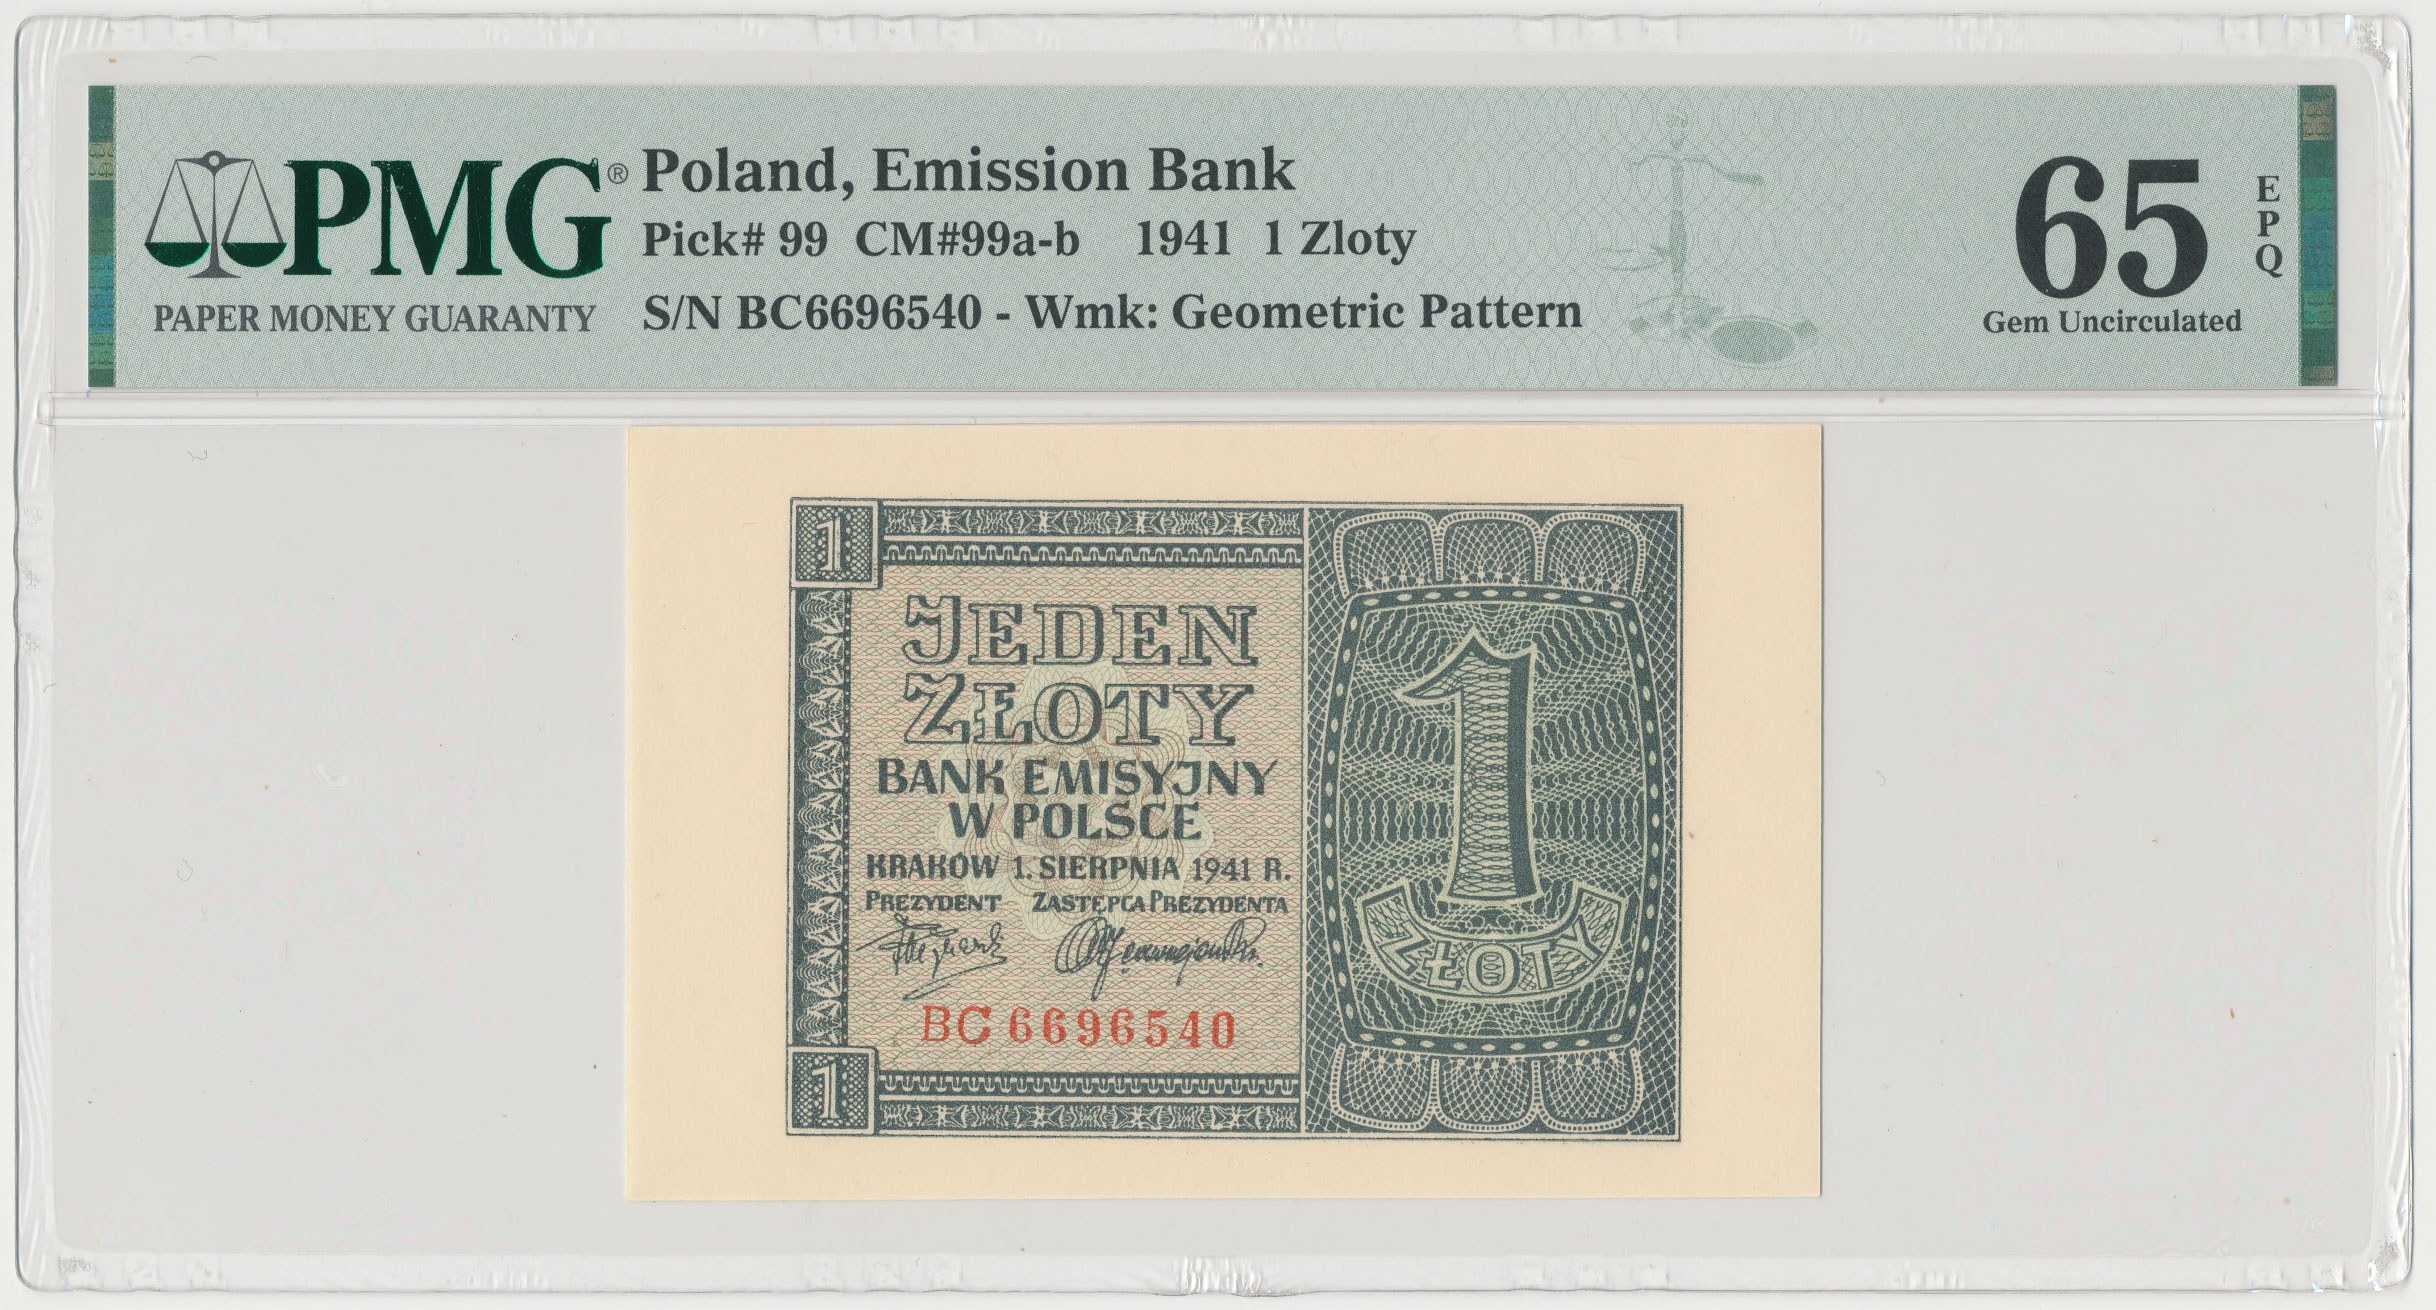 PMG®
PAPER MONEY GUARANTY
Poland, Emission Bank
Pick# 99 CM#99a-b 1941 1 Zloty
S/N BC6696540 - Wmk: Geometric Pattern
65
EPQ
Gem Uncirculated
1
JEDEN
ZŁOTY
BANK EMISYJNY
W POLSCE
KRAKÓW 1. SIERPNIA 1941 R.
PREZYDENT ZASTĘPCA PREZYDENTA
BC 6696540
1
1
ZŁOTY